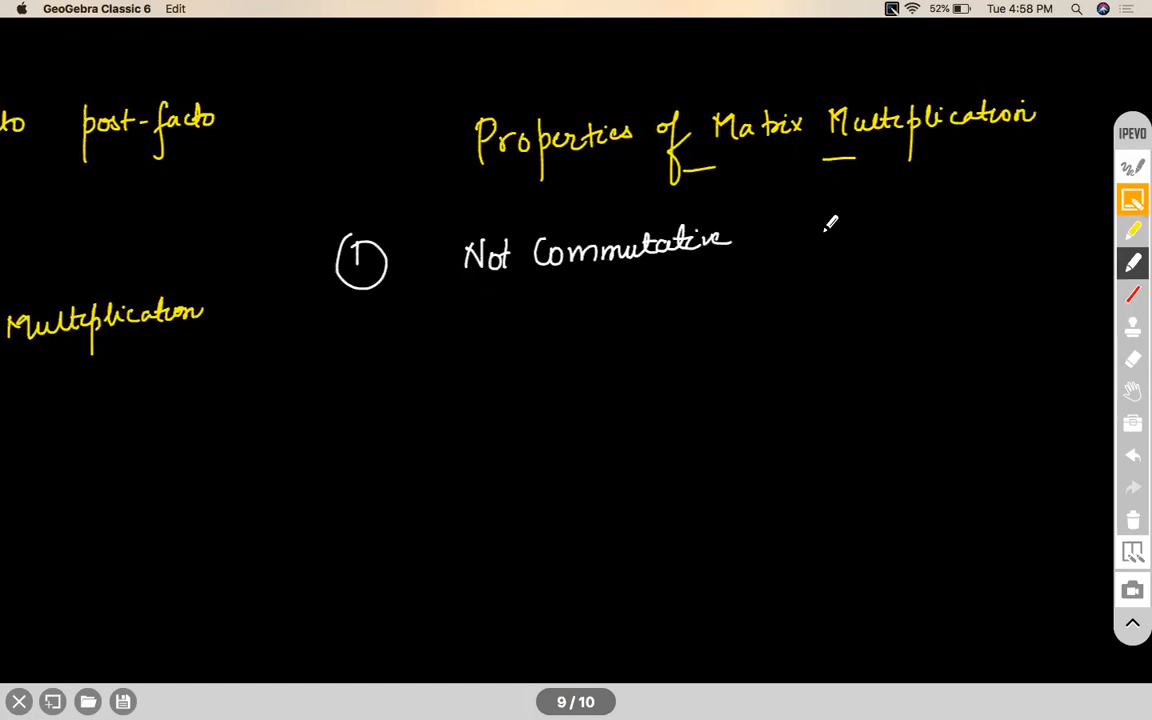 GeoGebra Classic 6 Edit 52% Tue 4:58 PM
to post-facto
Properties of Matrix Multiplication
IPEVO
① Not Commutative
Multiplication
9 / 10